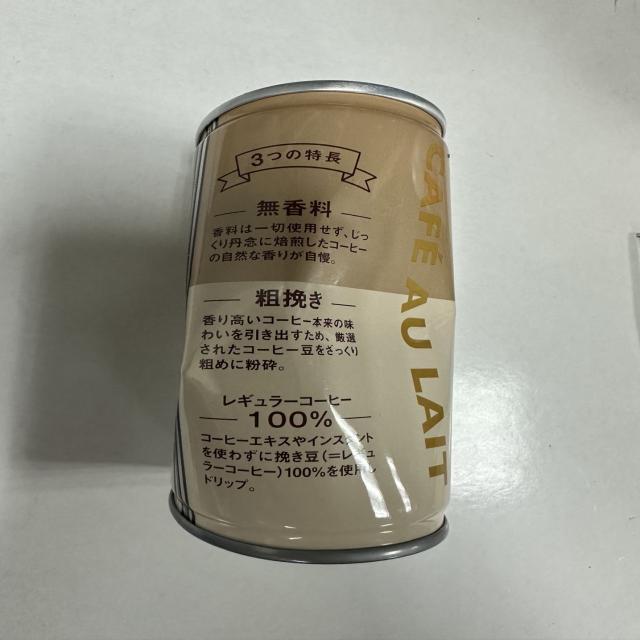 3つの特長
無香料
香料は一切使用せず、じっ
くり丹念に焙煎したコーヒー
の自然な香りが自慢。
粗挽き
香り高いコーヒー本来の味
わいを引き出すため、厳選
されたコーヒー豆をざっくり
粗めに粉砕。
レギュラーコーヒー
100%
コーヒーエキスやインスタント
を使わずに挽き豆(=レギュ
ラーコーヒー)100%を使用し
ドリップ。
CAFÉ AU LAIT